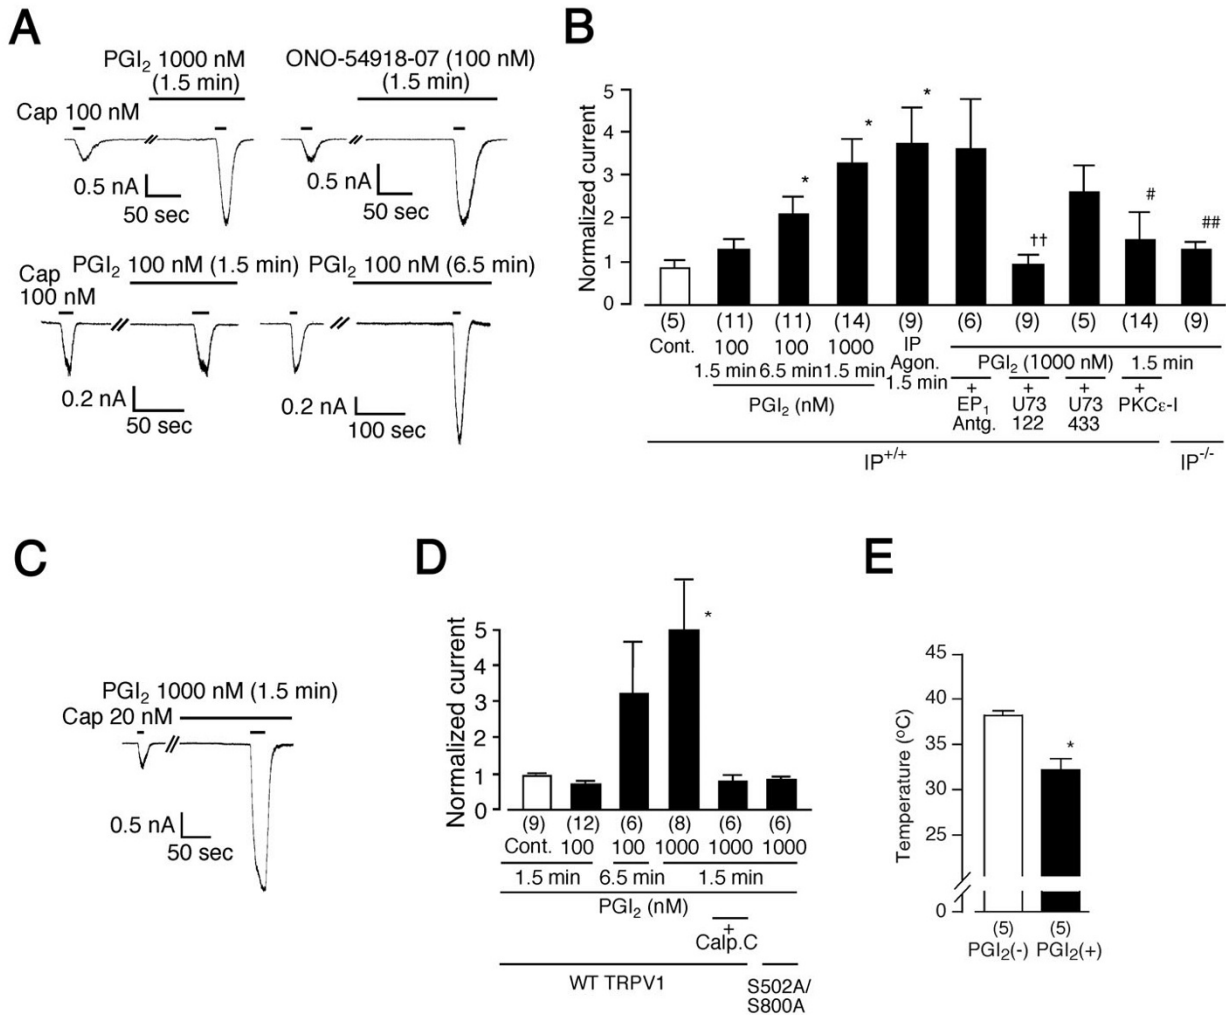 A
PGI₂ 1000 nM
(1.5 min)
ONO-54918-07 (100 nM)
(1.5 min)
Cap 100 nM
0.5 nA
50 sec
0.5 nA
50 sec
Cap
100 nM
PGI₂ 100 nM (1.5 min)
PGI₂ 100 nM (6.5 min)
0.2 nA
50 sec
0.2 nA
100 sec
B
Normalized current
5
4
3
2
1
0
*
*
*
††
#
##
(5) (11) (11) (14) (9) (6) (9) (5) (14) (9)
Cont. 100 100 1000 IP
Agon.
1.5 min 6.5 min 1.5 min 1.5 min
PGI₂ (nM)
PGI₂ (1000 nM) 1.5 min
+ + + +
EP₁ U73 U73 PKCε-I
Antg. 122 433
IP+/+
IP-/-
C
PGI₂ 1000 nM (1.5 min)
Cap 20 nM
0.5 nA
50 sec
D
Normalized current
5
4
3
2
1
0
*
(9) (12) (6) (8) (6) (6)
Cont. 100 100 1000 1000 1000
1.5 min 6.5 min 1.5 min
PGI₂ (nM)
+
Calp.C
WT TRPV1
S502A/
S800A
E
Temperature (ºC)
45
40
35
30
25
0
*
(5) (5)
PGI₂(-) PGI₂(+)